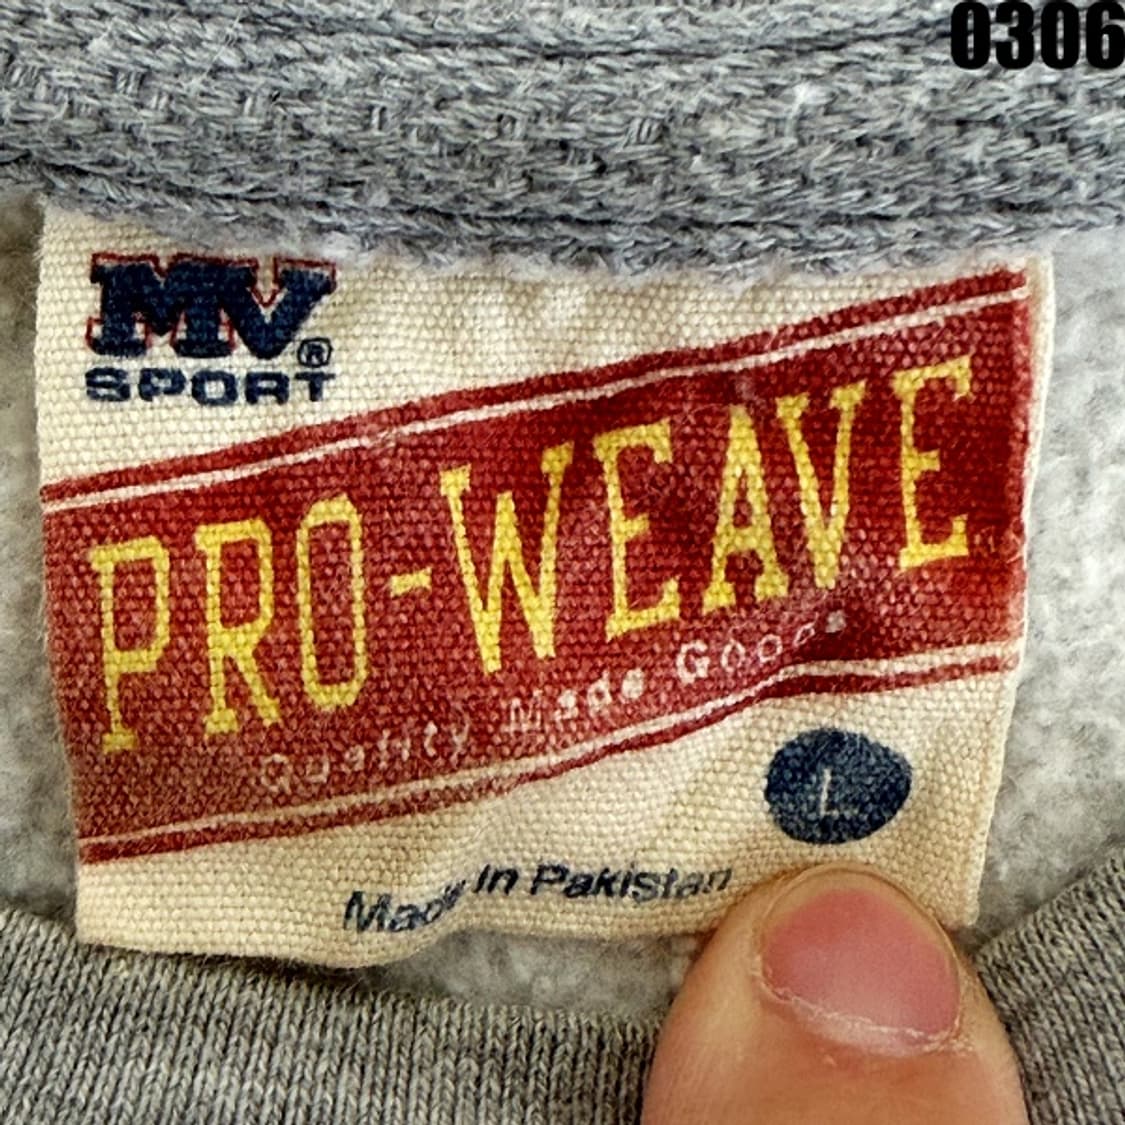 0306
MV®
SPORT
PRO-WEAVE
Quality Made Goods
L
Made in Pakistan